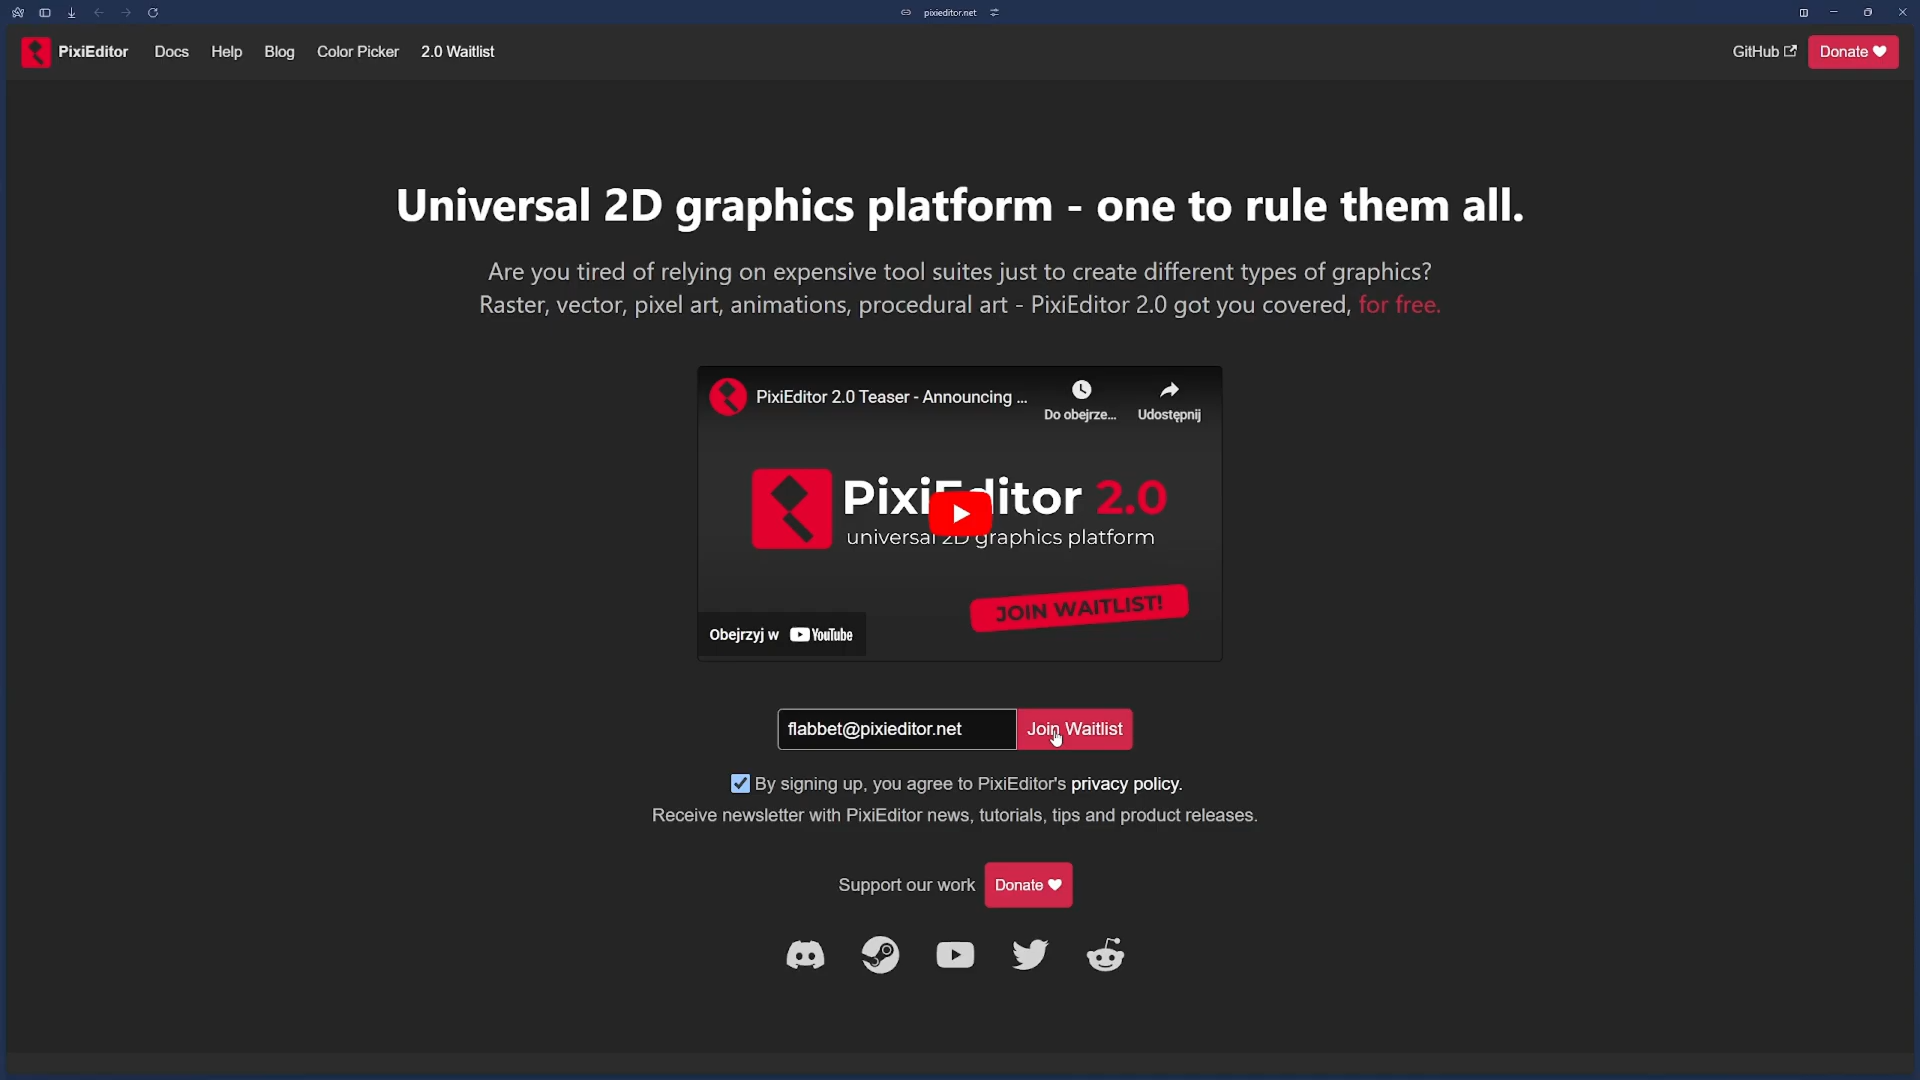 pixieditor.net
PixiEditor Docs Help Blog Color Picker 2.0 Waitlist GitHub Donate
Universal 2D graphics platform - one to rule them all.
Are you tired of relying on expensive tool suites just to create different types of graphics?
Raster, vector, pixel art, animations, procedural art - PixiEditor 2.0 got you covered, for free.
PixiEditor 2.0 Teaser - Announcing ...
Do obejrze... Udostępnij
PixiEditor 2.0
universal 2D graphics platform
JOIN WAITLIST!
Obejrzyj w YouTube
flabbet@pixieditor.net Join Waitlist
By signing up, you agree to PixiEditor's privacy policy.
Receive newsletter with PixiEditor news, tutorials, tips and product releases.
Support our work Donate